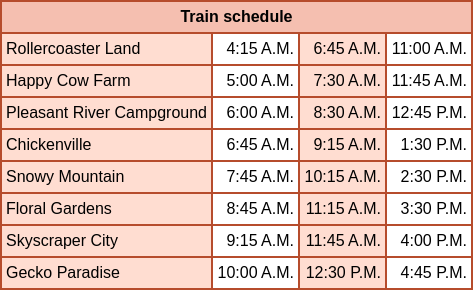 Train schedule
Rollercoaster Land 4:15 A.M. 6:45 A.M. 11:00 A.M.
Happy Cow Farm 5:00 A.M. 7:30 A.M. 11:45 A.M.
Pleasant River Campground 6:00 A.M. 8:30 A.M. 12:45 P.M.
Chickenville 6:45 A.M. 9:15 A.M. 1:30 P.M.
Snowy Mountain 7:45 A.M. 10:15 A.M. 2:30 P.M.
Floral Gardens 8:45 A.M. 11:15 A.M. 3:30 P.M.
Skyscraper City 9:15 A.M. 11:45 A.M. 4:00 P.M.
Gecko Paradise 10:00 A.M. 12:30 P.M. 4:45 P.M.